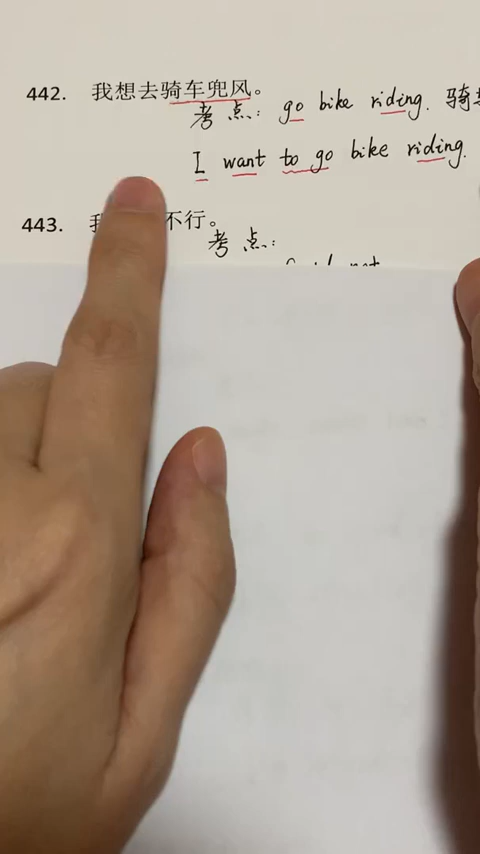 442. 我想去骑车兜风。
考点: go bike riding. 骑
I want to go bike riding.
443. 我 不行。
考点: